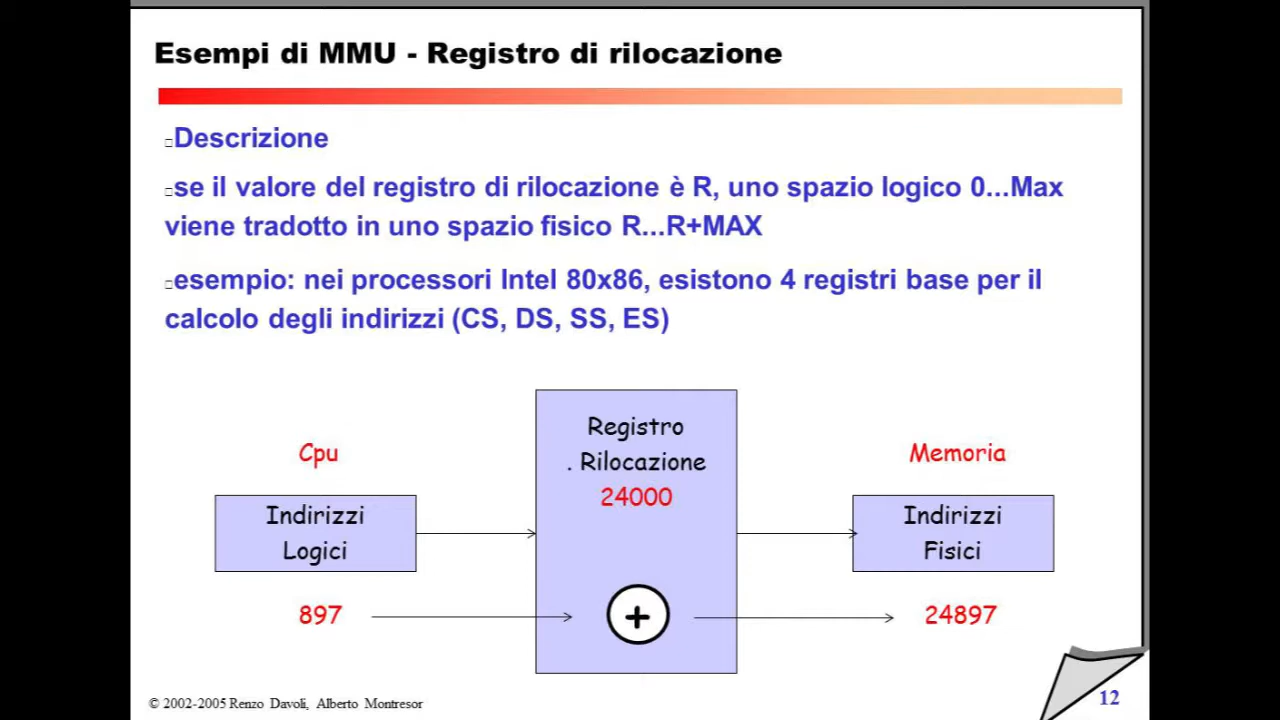 Esempi di MMU - Registro di rilocazione
Descrizione
se il valore del registro di rilocazione è R, uno spazio logico 0...Max
viene tradotto in uno spazio fisico R...R+MAX
esempio: nei processori Intel 80x86, esistono 4 registri base per il
calcolo degli indirizzi (CS, DS, SS, ES)
Cpu
Indirizzi
Logici
897
Registro
. Rilocazione
24000
+
Memoria
Indirizzi
Fisici
24897
© 2002-2005 Renzo Davoli, Alberto Montresor
12